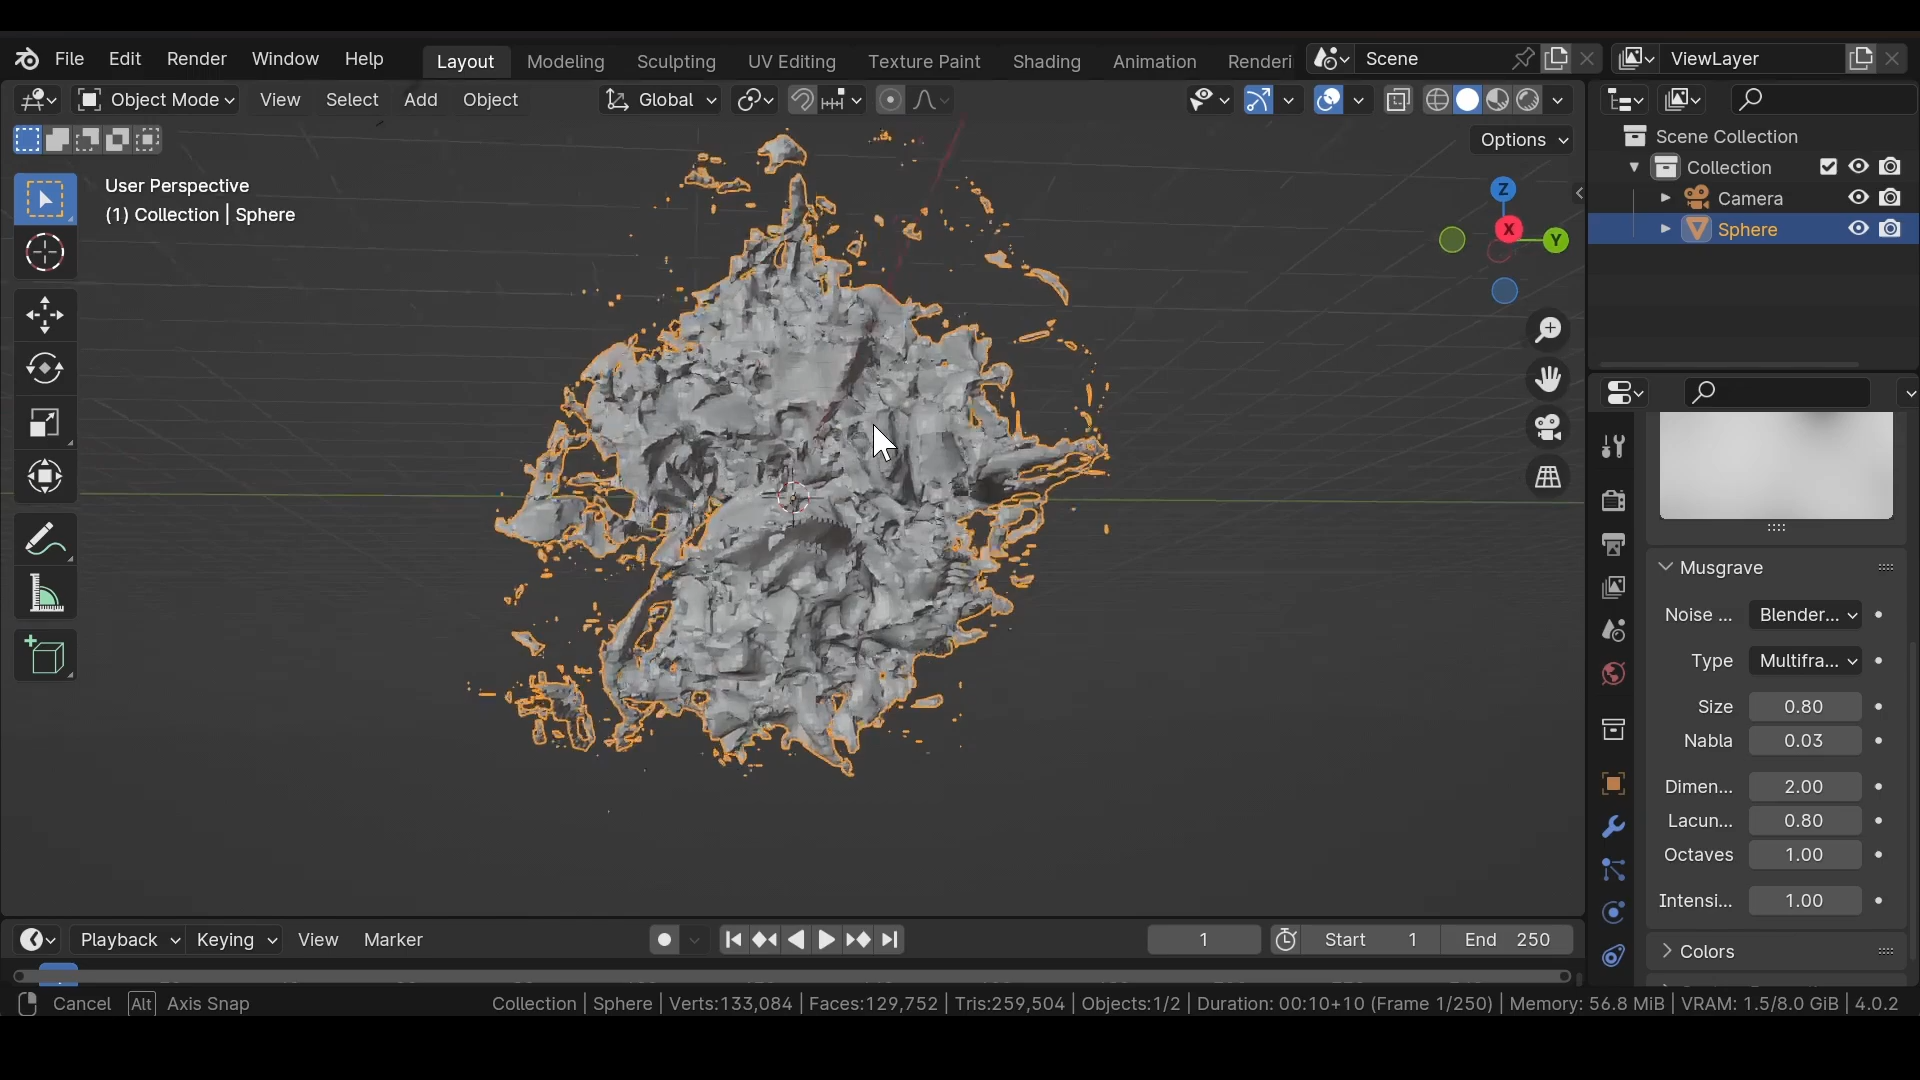 File Edit Render Window Help Layout Modeling Sculpting UV Editing Texture Paint Shading Animation Renderi Scene ViewLayer
Object Mode View Select Add Object Global
Options
User Perspective
(1) Collection | Sphere
Z
X
Y
Scene Collection
Collection
Camera
Sphere
Musgrave
Noise ... Blender...
Type Multifra...
Size 0.80
Nabla 0.03
Dimen... 2.00
Lacun... 0.80
Octaves 1.00
Intensi... 1.00
Colors
Playback Keying View Marker 1 Start 1 End 250
Cancel Alt Axis Snap Collection | Sphere | Verts:133,084 | Faces:129,752 | Tris:259,504 | Objects:1/2 | Duration: 00:10+10 (Frame 1/250) | Memory: 56.8 MiB | VRAM: 1.5/8.0 GiB | 4.0.2